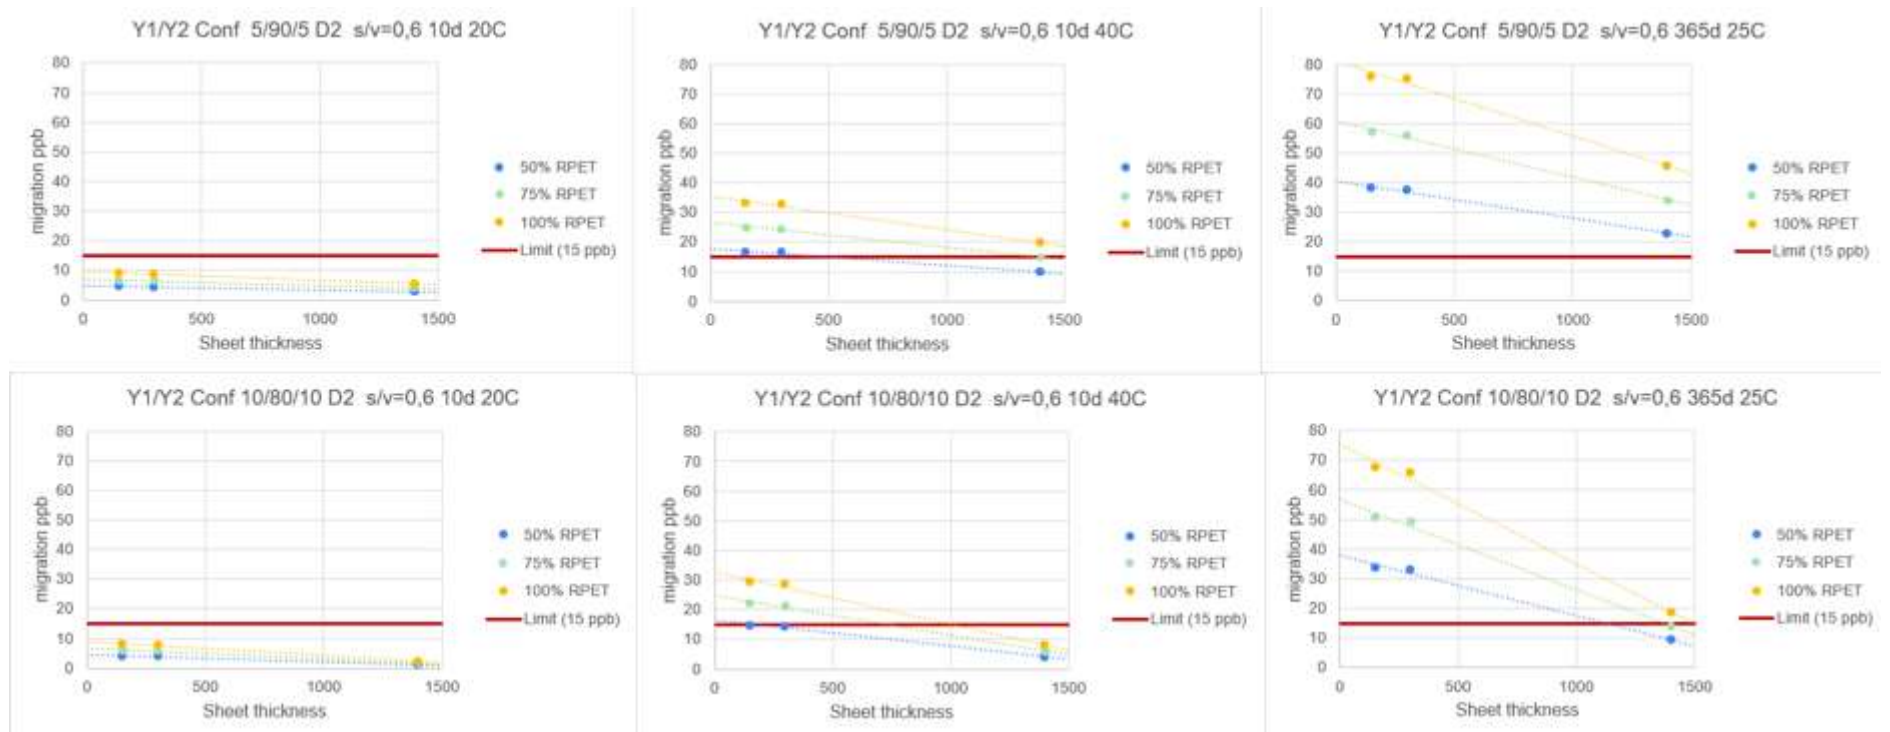 Y1/Y2 Conf 5/90/5 D2 s/v=0,6 10d 20C
80
70
60
50
40
30
20
10
0
migration ppb
0 500 1000 1500
Sheet thickness
50% RPET
75% RPET
100% RPET
Limit (15 ppb)
Y1/Y2 Conf 5/90/5 D2 s/v=0,6 10d 40C
80
70
60
50
40
30
20
10
0
migration ppb
0 500 1000 1500
Sheet thickness
50% RPET
75% RPET
100% RPET
Limit (15 ppb)
Y1/Y2 Conf 5/90/5 D2 s/v=0,6 365d 25C
80
70
60
50
40
30
20
10
0
migration ppb
0 500 1000 1500
Sheet thickness
50% RPET
75% RPET
100% RPET
Limit (15 ppb)
Y1/Y2 Conf 10/80/10 D2 s/v=0,6 10d 20C
80
70
60
50
40
30
20
10
0
migration ppb
0 500 1000 1500
Sheet thickness
50% RPET
75% RPET
100% RPET
Limit (15 ppb)
Y1/Y2 Conf 10/80/10 D2 s/v=0,6 10d 40C
80
70
60
50
40
30
20
10
0
migration ppb
0 500 1000 1500
Sheet thickness
50% RPET
75% RPET
100% RPET
Limit (15 ppb)
Y1/Y2 Conf 10/80/10 D2 s/v=0,6 365d 25C
80
70
60
50
40
30
20
10
0
migration ppb
0 500 1000 1500
Sheet thickness
50% RPET
75% RPET
100% RPET
Limit (15 ppb)